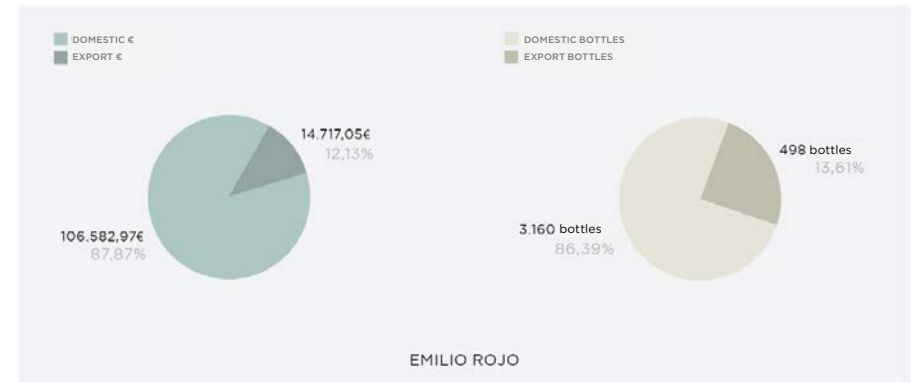 DOMESTIC €
EXPORT €
14.717,05€
12,13%
106.582,97€
87,87%
DOMESTIC BOTTLES
EXPORT BOTTLES
498 bottles
13,61%
3.160 bottles
86,39%
EMILIO ROJO